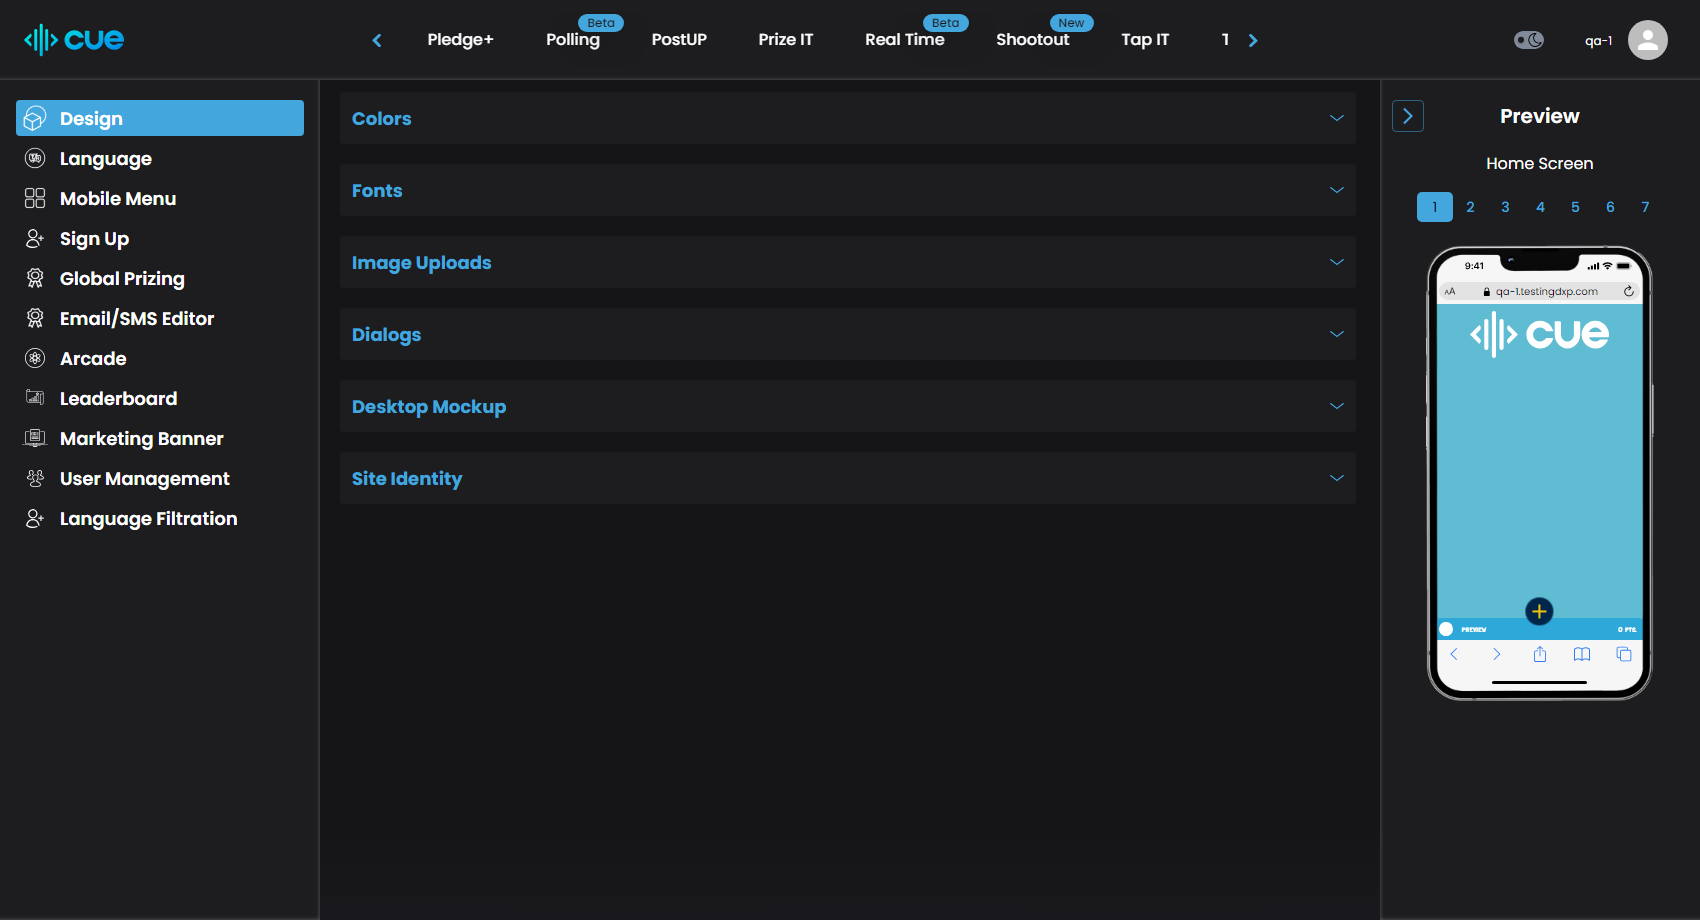 cue
Pledge+
Beta
Polling
PostUP
Prize IT
Beta
Real Time
New
Shootout
Tap IT
T
qa-1
Design
Language
Mobile Menu
Sign Up
Global Prizing
Email/SMS Editor
Arcade
Leaderboard
Marketing Banner
User Management
Language Filtration
Colors
Fonts
Image Uploads
Dialogs
Desktop Mockup
Site Identity
Preview
Home Screen
1 2 3 4 5 6 7
9:41
AA qa-1.testingdxp.com
cue
PREVIEW 0 PTS.